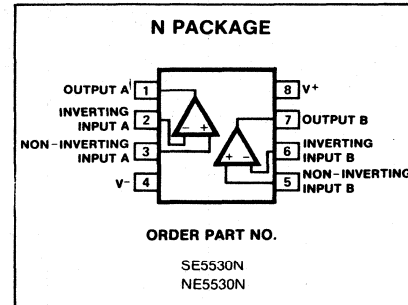 N PACKAGE
OUTPUT A 1
8 V+
INVERTING
INPUT A 2
7 OUTPUT B
NON-INVERTING
INPUT A 3
6 INVERTING
INPUT B
V- 4
5 NON-INVERTING
INPUT B
- +
+ -
ORDER PART NO.
SE5530N
NE5530N